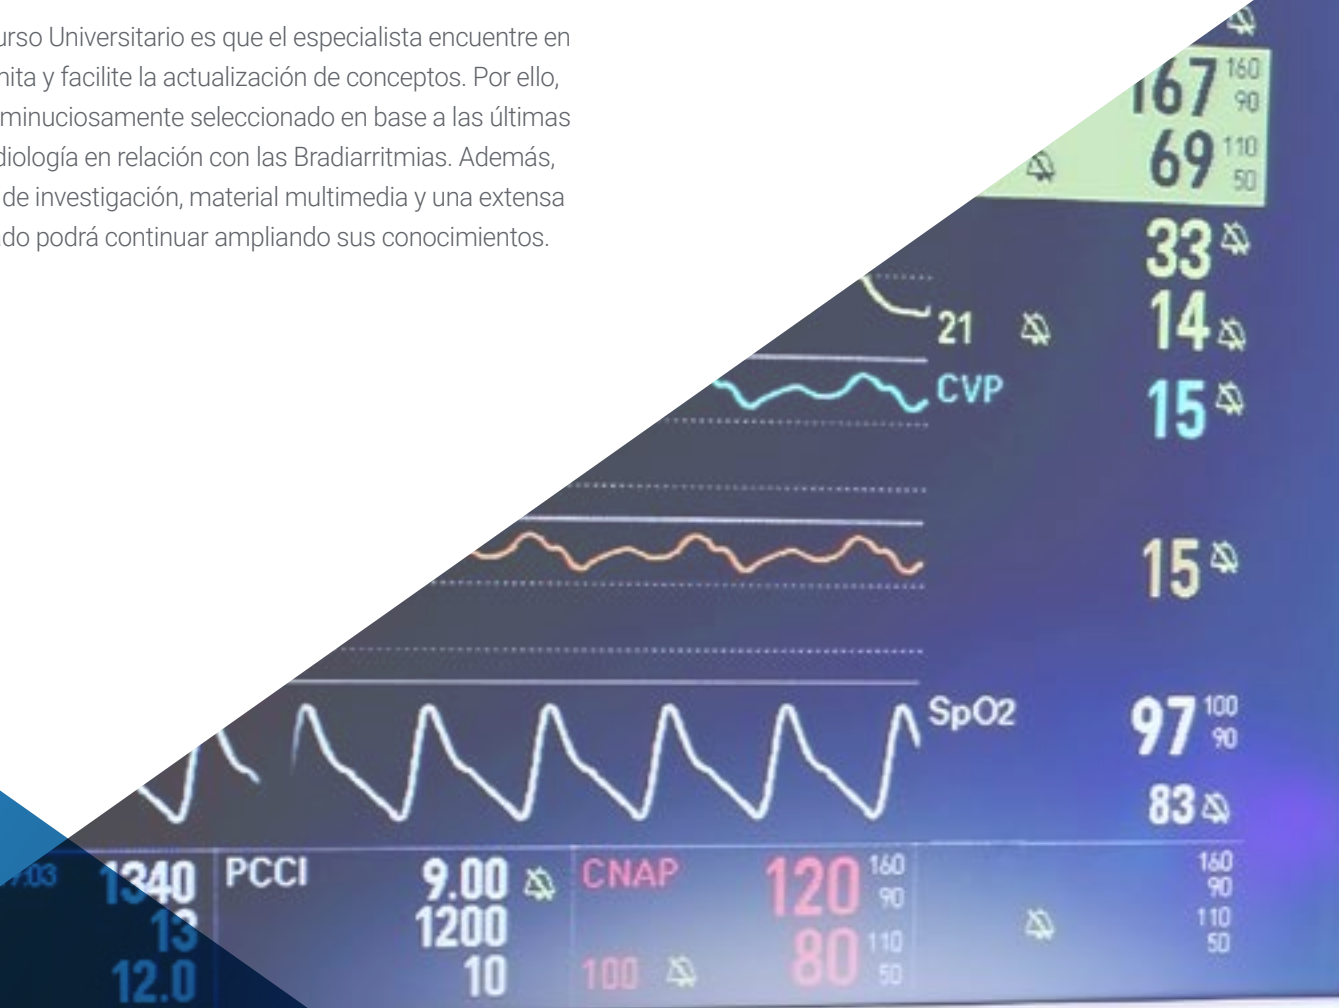 urso Universitario es que el especialista encuentre en
nita y facilite la actualización de conceptos. Por ello,
minuciosamente seleccionado en base a las últimas
diología en relación con las Bradiarritmias. Además,
de investigación, material multimedia y una extensa
do podrá continuar ampliando sus conocimientos.
167 160
90
69 110
50
33
21 14
CVP 15
15
SpO2 97 100
90
83
1340 PCCI 9.00 CNAP 120 160 160
90 90
13 1200 110
12.0 10 100 80 110 50
50